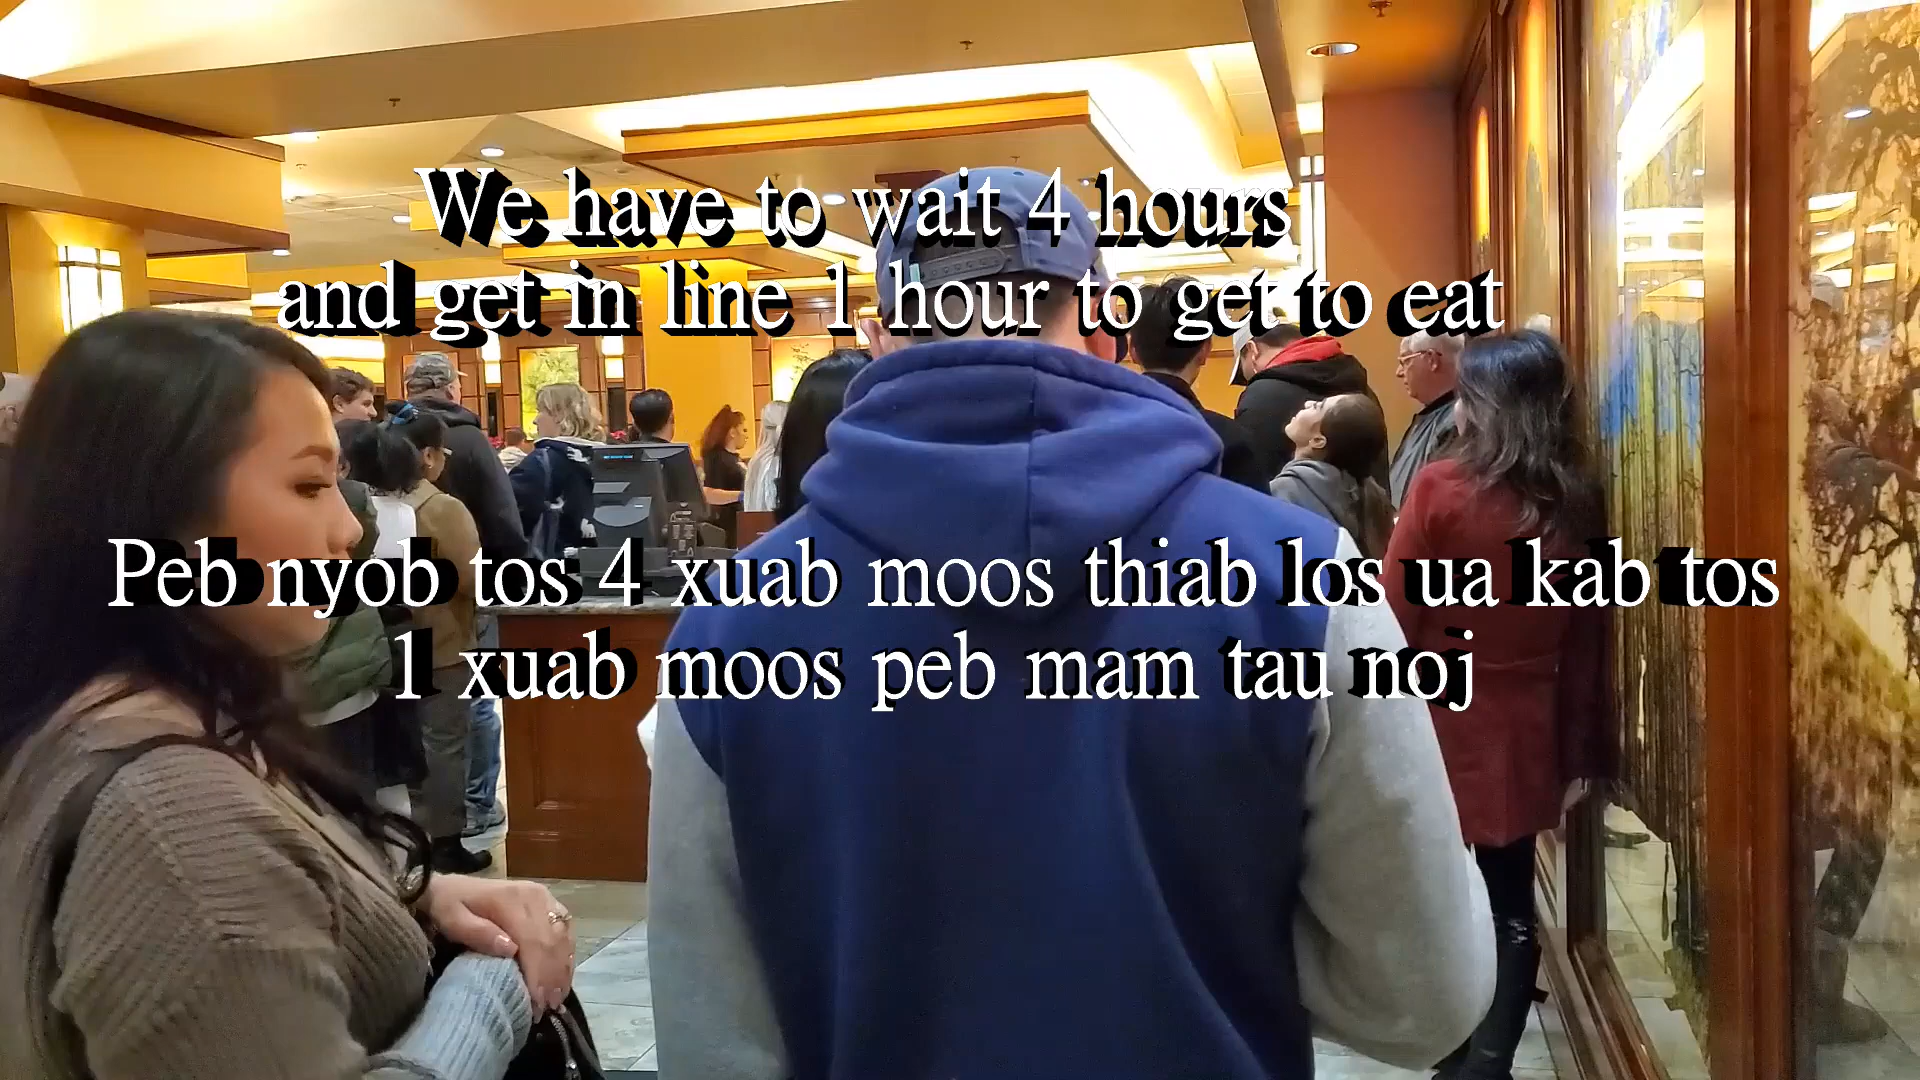 We have to wait 4 hours
and get in line 1 hour to get to eat
Peb nyob tos 4 xuab moos thiab los ua kab tos
1 xuab moos peb mam tau noj